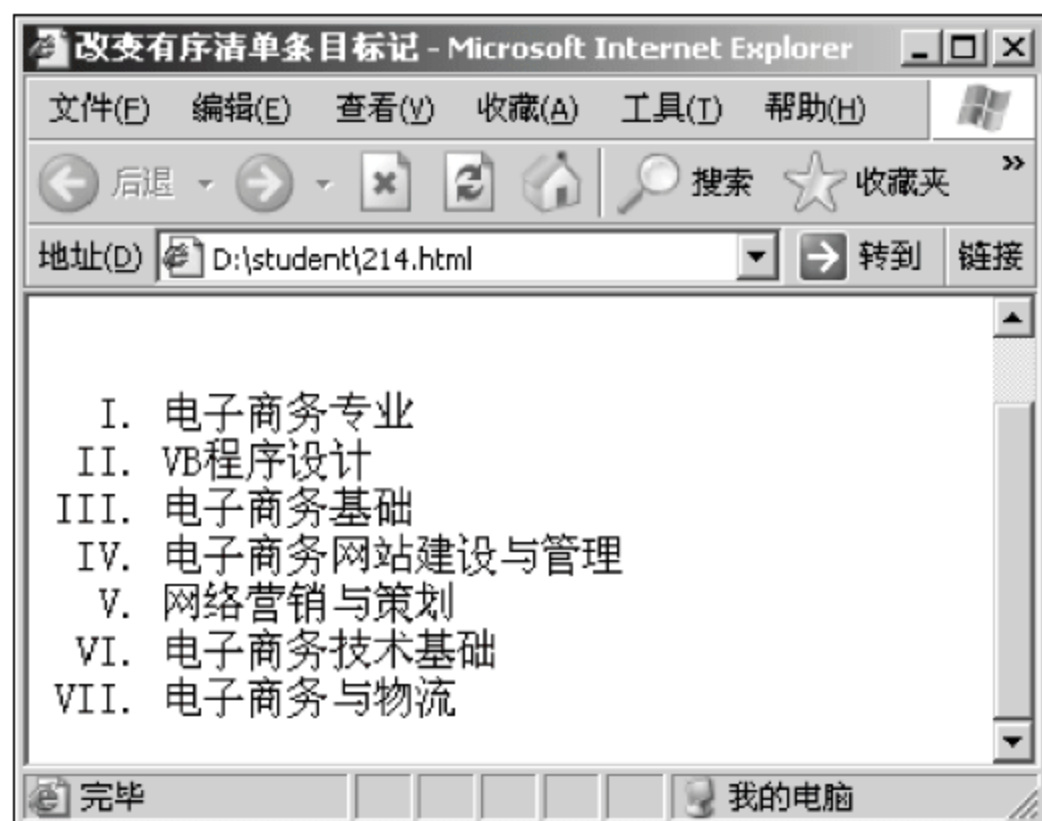 改变有序清单条目标记 - Microsoft Internet Explorer
文件(F) 编辑(E) 查看(V) 收藏(A) 工具(T) 帮助(H)
后退 搜索 收藏夹 »
地址(D) D:\student\214.html 转到 链接
I. 电子商务专业
II. VB程序设计
III. 电子商务基础
IV. 电子商务网站建设与管理
V. 网络营销与策划
VI. 电子商务技术基础
VII. 电子商务与物流
完毕 我的电脑